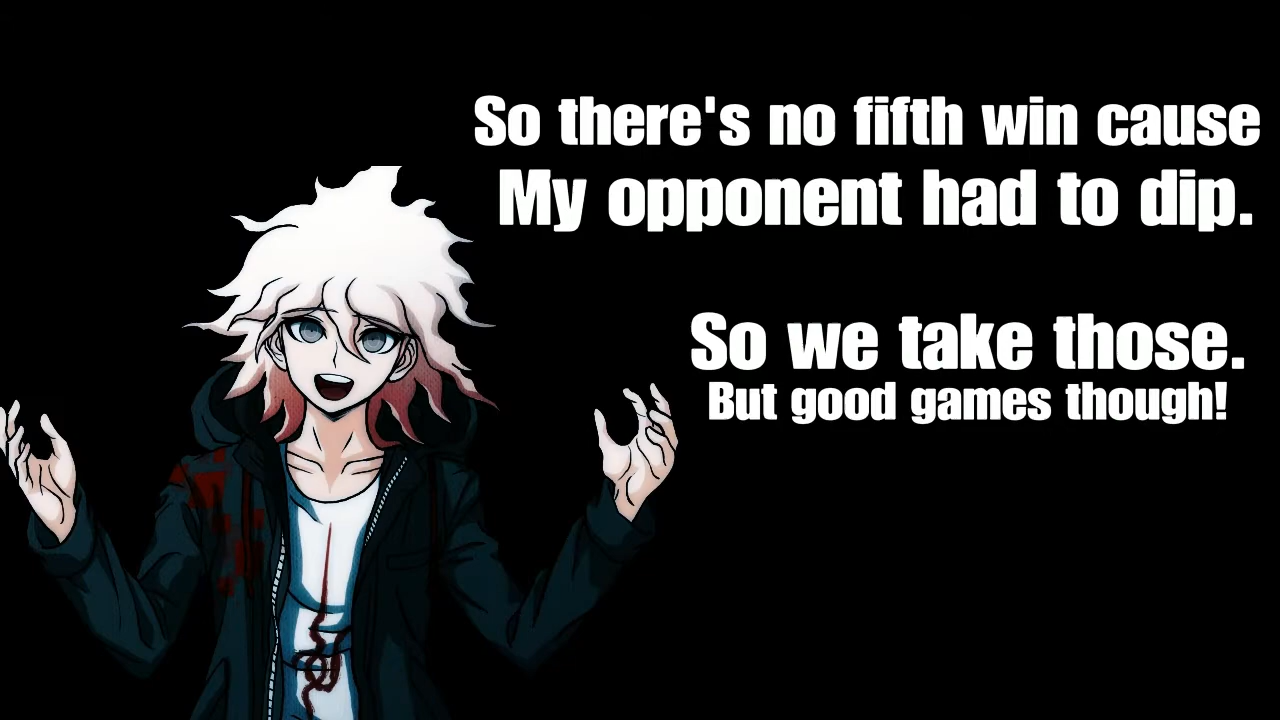 So there's no fifth win cause
My opponent had to dip.
So we take those.
But good games though!